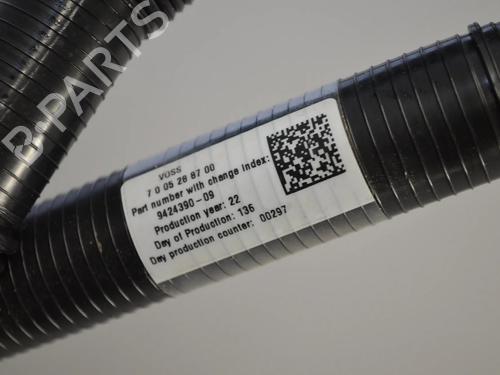 B-PARTS
VOSS
7 0 05 28 87 00
Part number with change index:
9424390-09
Production year: 22
Day of Production: 136
Day production counter: 00297